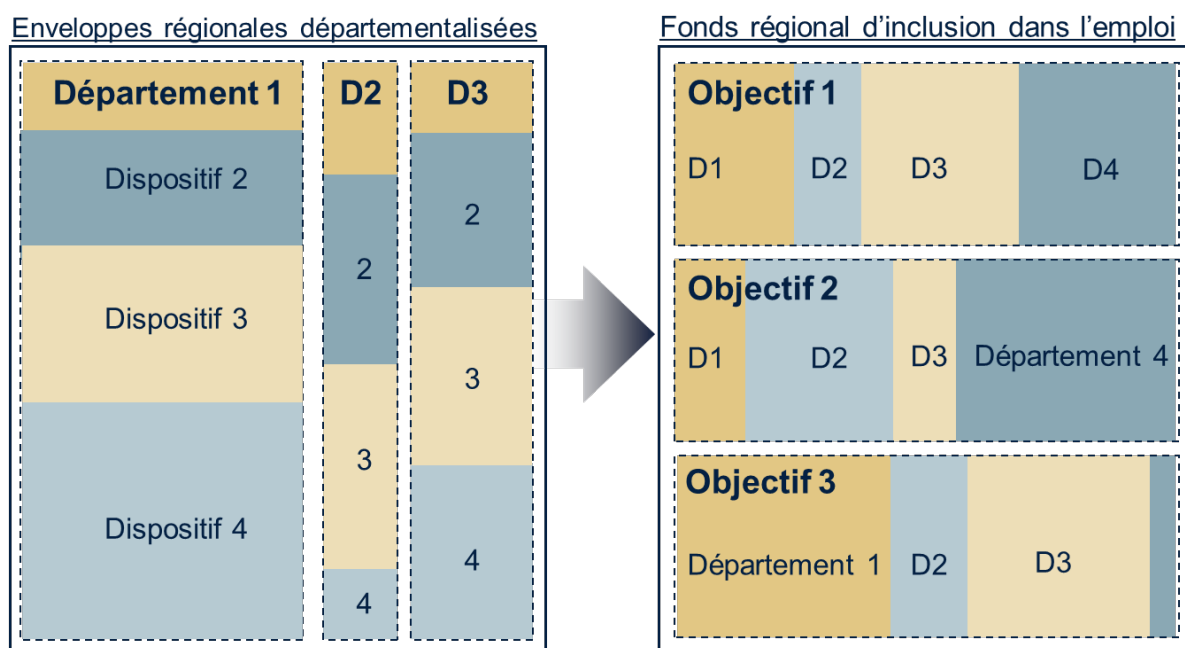 Enveloppes régionales départementalisées
Département 1
Dispositif 2
Dispositif 3
Dispositif 4
D2
2
3
4
D3
2
3
4
Fonds régional d'inclusion dans l'emploi
Objectif 1
D1 D2 D3 D4
Objectif 2
D1 D2 D3 Département 4
Objectif 3
Département 1 D2 D3